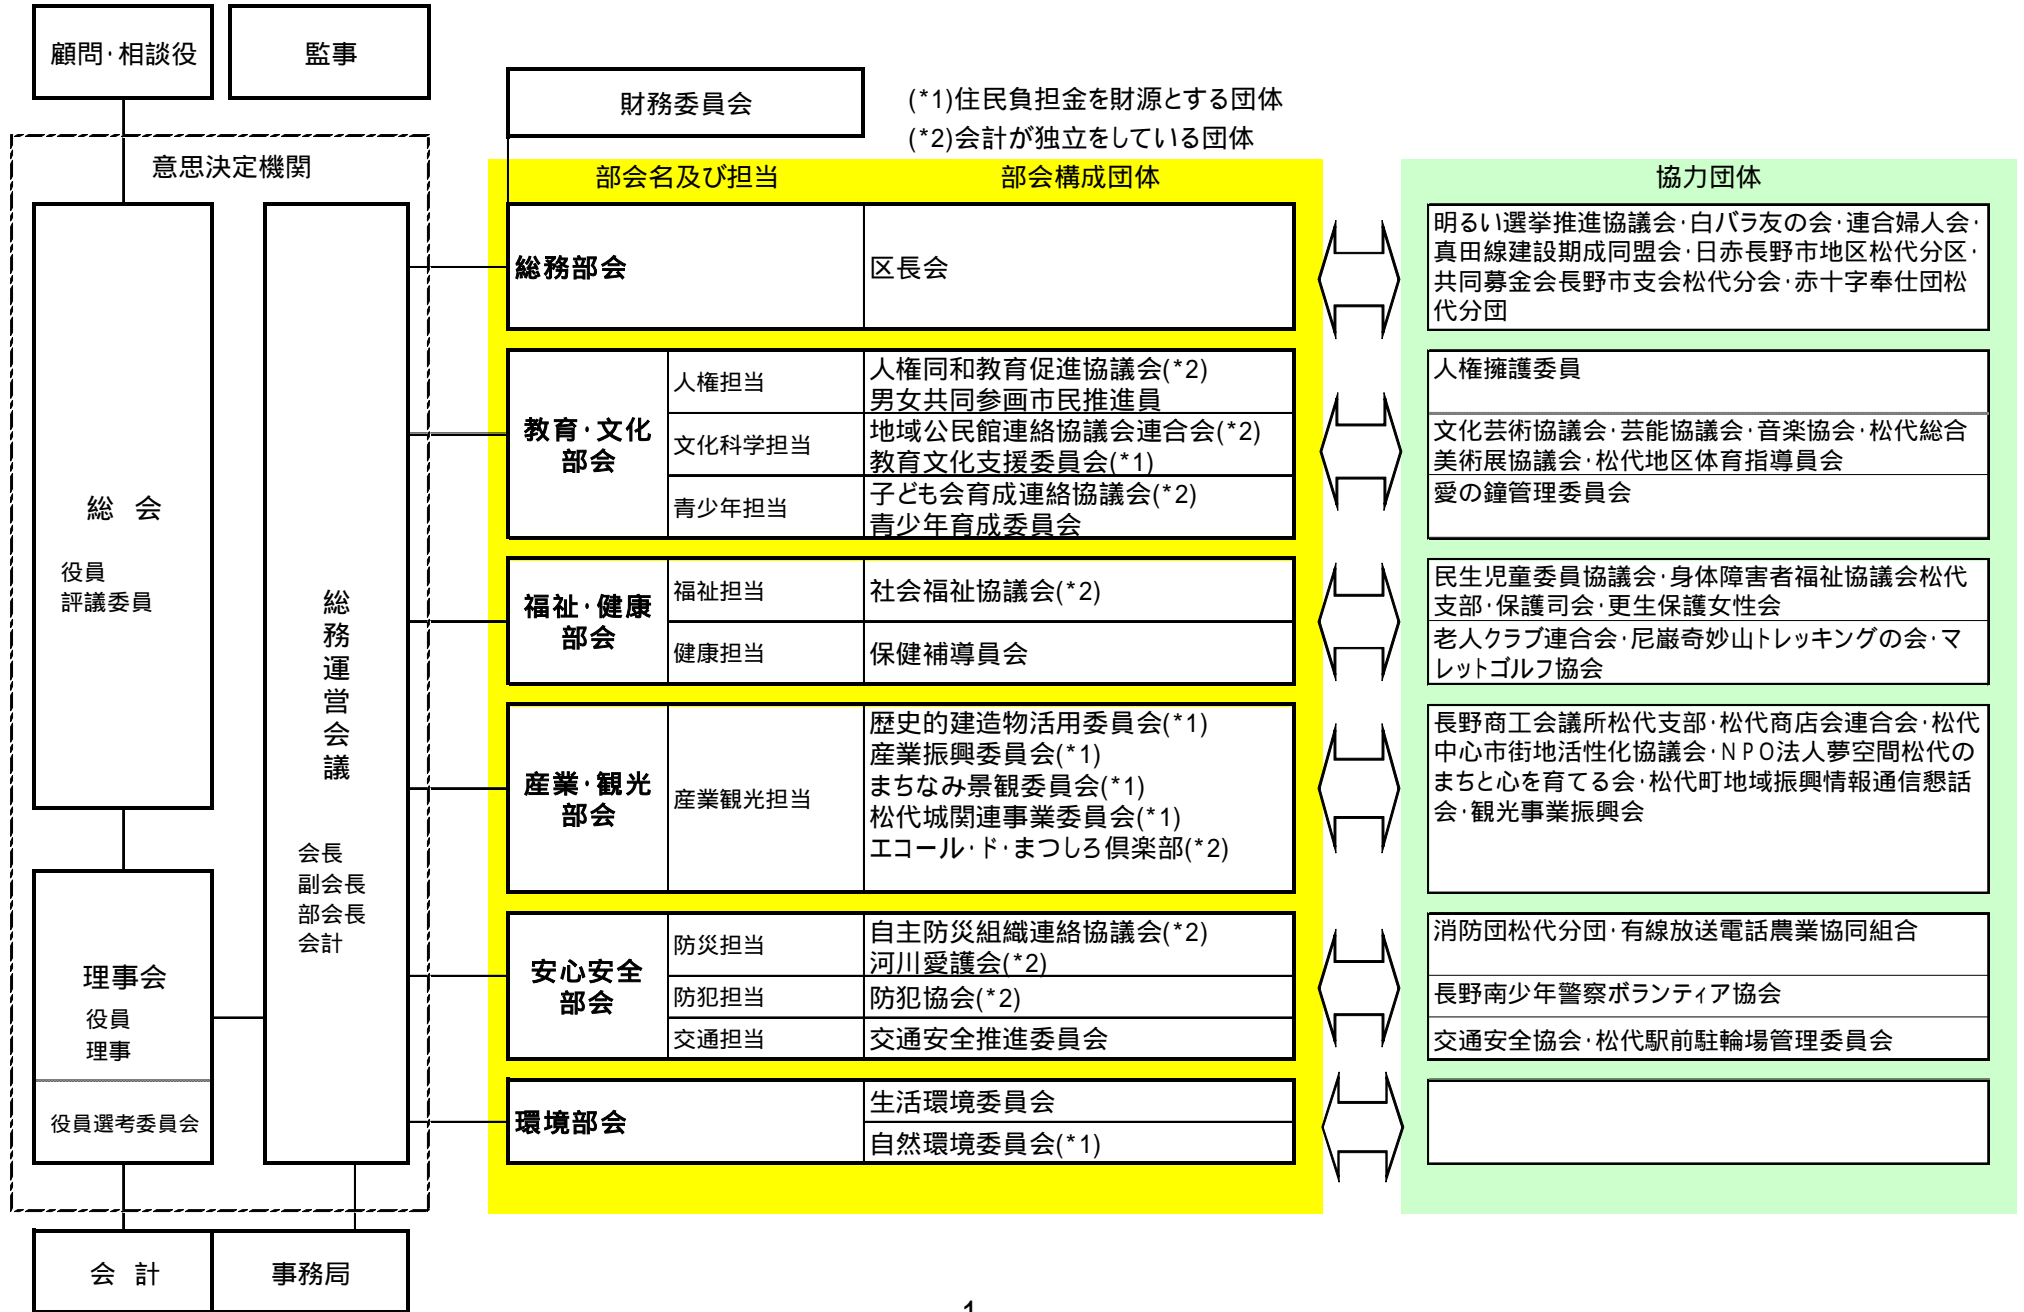 顧問・相談役
監事
財務委員会
(*1)住民負担金を財源とする団体
(*2)会計が独立をしている団体
意思決定機関
部会名及び担当
部会構成団体
協力団体
総 会
役員
評議委員
総務運営会議
会長
副会長
部会長
会計
理事会
役員
理事
役員選考委員会
会 計
事務局
総務部会
区長会
明るい選挙推進協議会・白バラ友の会・連合婦人会・
真田線建設期成同盟会・日赤長野市地区松代分区・
共同募金会長野市支会松代分会・赤十字奉仕団松
代分団
教育・文化
部会
人権担当
人権同和教育促進協議会(*2)
男女共同参画市民推進員
人権擁護委員
文化科学担当
地域公民館連絡協議会連合会(*2)
教育文化支援委員会(*1)
文化芸術協議会・芸能協議会・音楽協会・松代総合
美術展協議会・松代地区体育指導員会
青少年担当
子ども会育成連絡協議会(*2)
青少年育成委員会
愛の鐘管理委員会
福祉・健康
部会
福祉担当
社会福祉協議会(*2)
民生児童委員協議会・身体障害者福祉協議会松代
支部・保護司会・更生保護女性会
健康担当
保健補導員会
老人クラブ連合会・尼巌奇妙山トレッキングの会・マ
レットゴルフ協会
産業・観光
部会
産業観光担当
歴史的建造物活用委員会(*1)
産業振興委員会(*1)
まちなみ景観委員会(*1)
松代城関連事業委員会(*1)
エコール・ド・まつしろ倶楽部(*2)
長野商工会議所松代支部・松代商店会連合会・松代
中心市街地活性化協議会・NPO法人夢空間松代の
まちと心を育てる会・松代町地域振興情報通信懇話
会・観光事業振興会
安心安全
部会
防災担当
自主防災組織連絡協議会(*2)
河川愛護会(*2)
消防団松代分団・有線放送電話農業協同組合
防犯担当
防犯協会(*2)
長野南少年警察ボランティア協会
交通担当
交通安全推進委員会
交通安全協会・松代駅前駐輪場管理委員会
環境部会
生活環境委員会
自然環境委員会(*1)
1